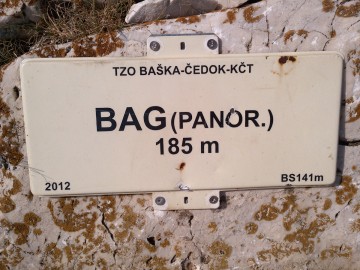 TZO BAŠKA-ČEDOK-KČT
BAG (PANOR.)
185 m
2012 BS141m